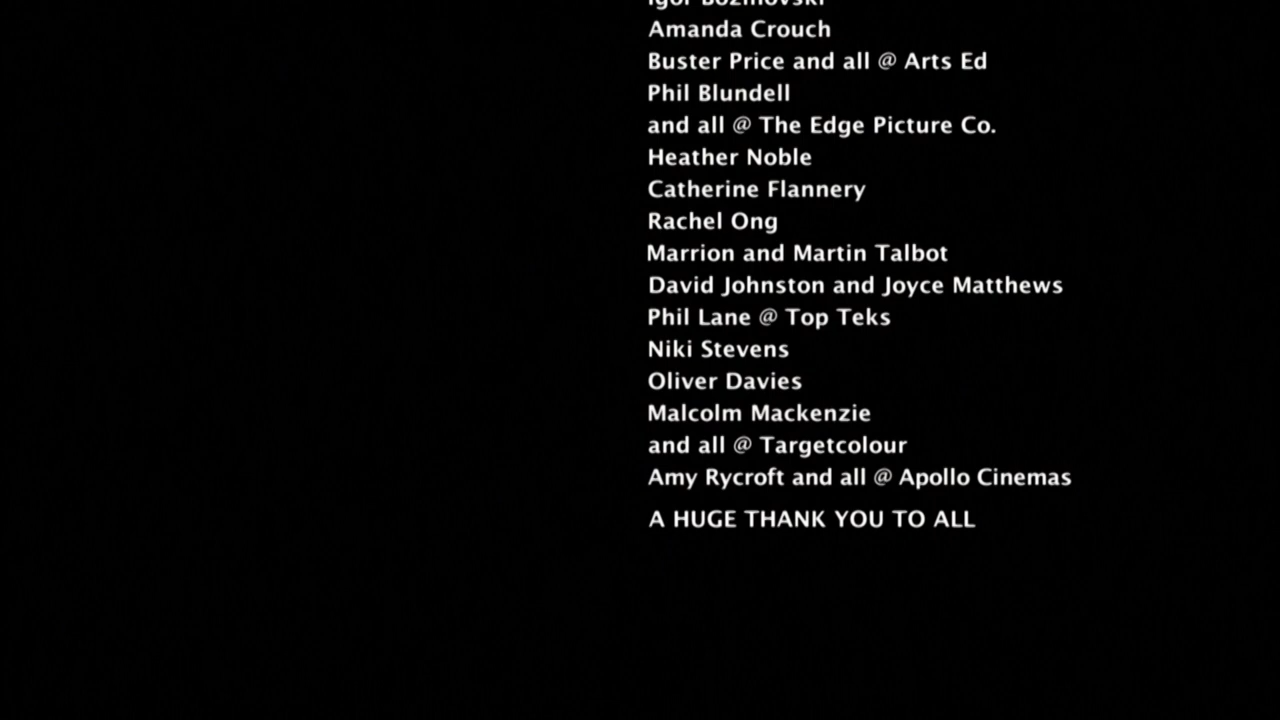 Igor Bozinovski
Amanda Crouch
Buster Price and all @ Arts Ed
Phil Blundell
and all @ The Edge Picture Co.
Heather Noble
Catherine Flannery
Rachel Ong
Marrion and Martin Talbot
David Johnston and Joyce Matthews
Phil Lane @ Top Teks
Niki Stevens
Oliver Davies
Malcolm Mackenzie
and all @ Targetcolour
Amy Rycroft and all @ Apollo Cinemas
A HUGE THANK YOU TO ALL